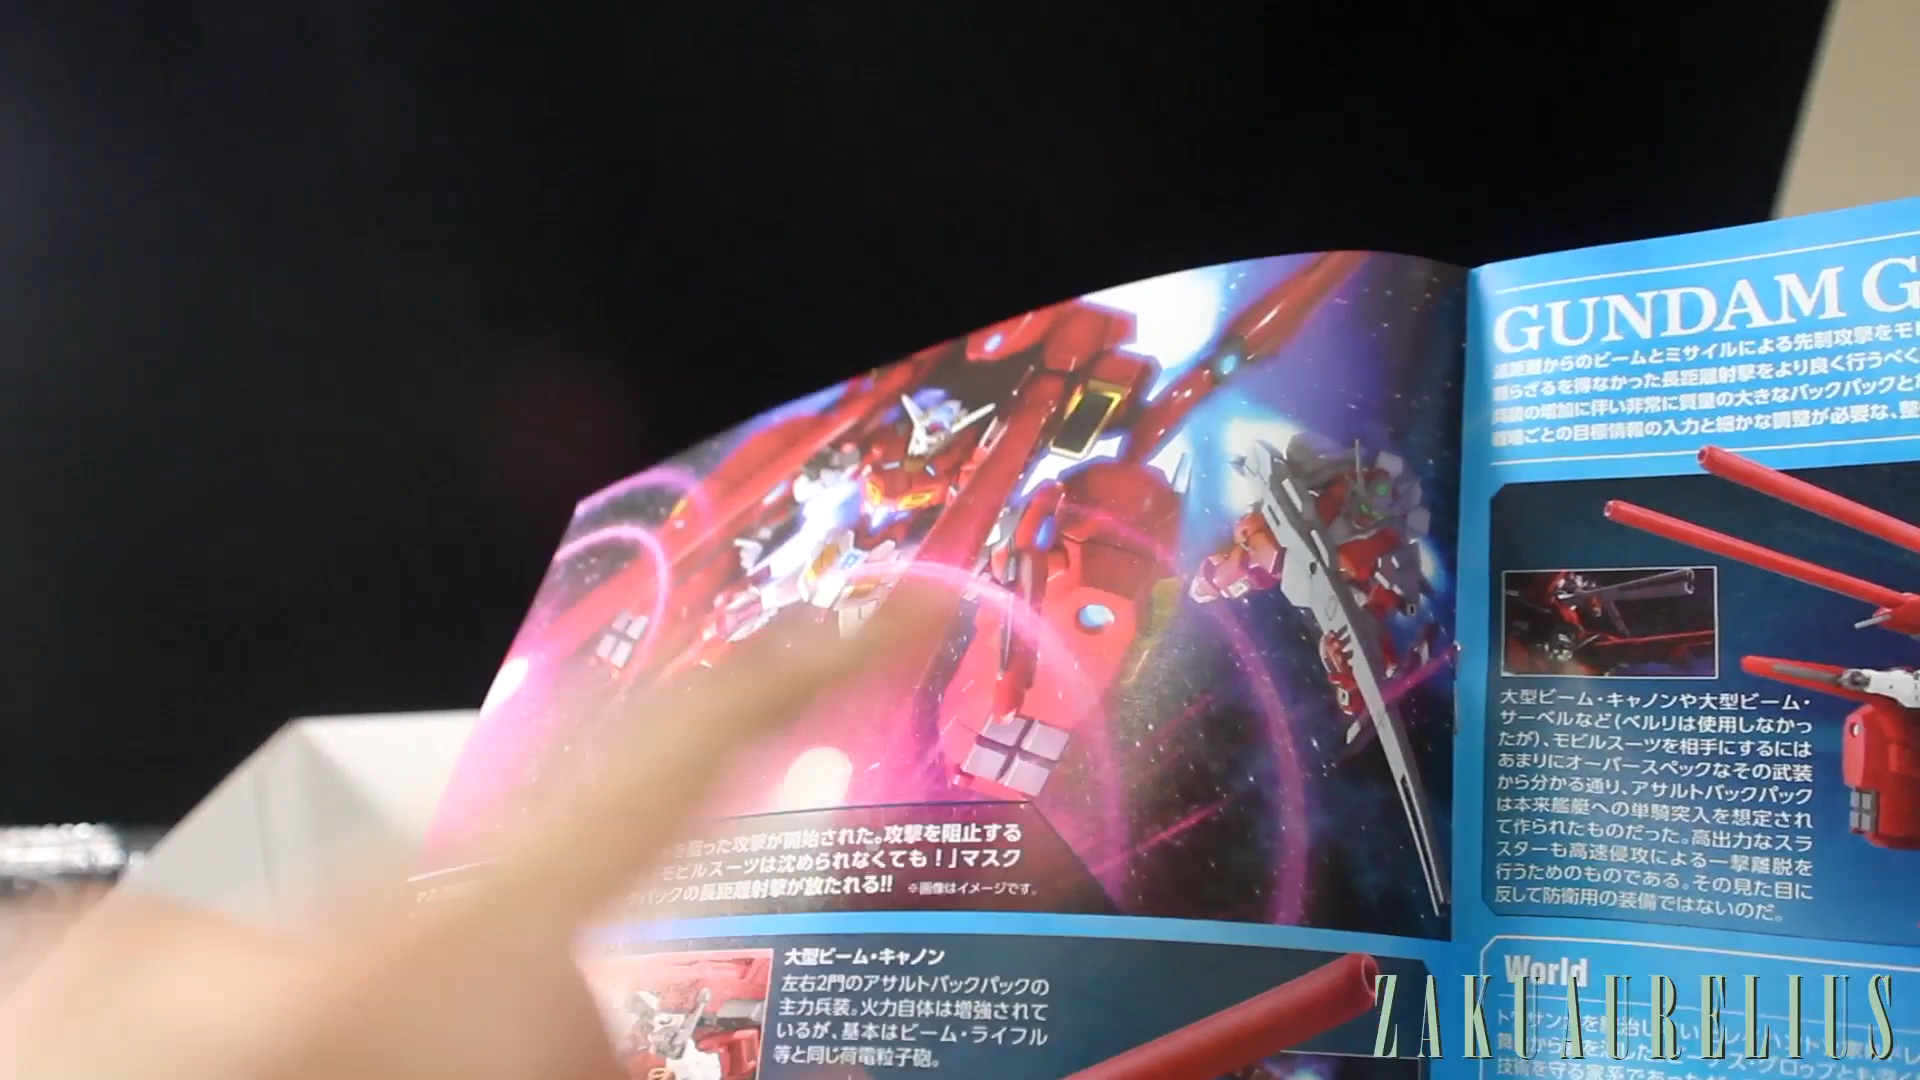 GUNDAM G
遠距離からのビームとミサイルによる先制攻撃をモビ
頼らざるを得なかった長距離射撃をより良く行うべく
武装の増加に伴い非常に質量の大きなバックパックとな
戦場ごとの目標情報の入力と細かな調整が必要な、整
大型ビーム・キャノンや大型ビーム・
サーベルなど(ベルリは使用しなかっ
たが)、モビルスーツを相手にするには
あまりにオーバースペックなその武装
から分かる通り、アサルトバックパック
は本来艦艇への単騎突入を想定され
て作られたものだった。高出力なスラ
スターも高速侵攻による一撃離脱を
行うためのものである。その見た目に
反して防衛用の装備ではないのだ。
を狙った攻撃が開始された。攻撃を阻止する
モビルスーツは沈められなくても！」マスク
パックの長距離射撃が放たれる!!
※画像はイメージです。
大型ビーム・キャノン
左右2門のアサルトバックパックの
主力兵装。火力自体は増強されて
いるが、基本はビーム・ライフル
等と同じ荷電粒子砲。
World
技術を守る家系であった
ZAKUAURELIUS